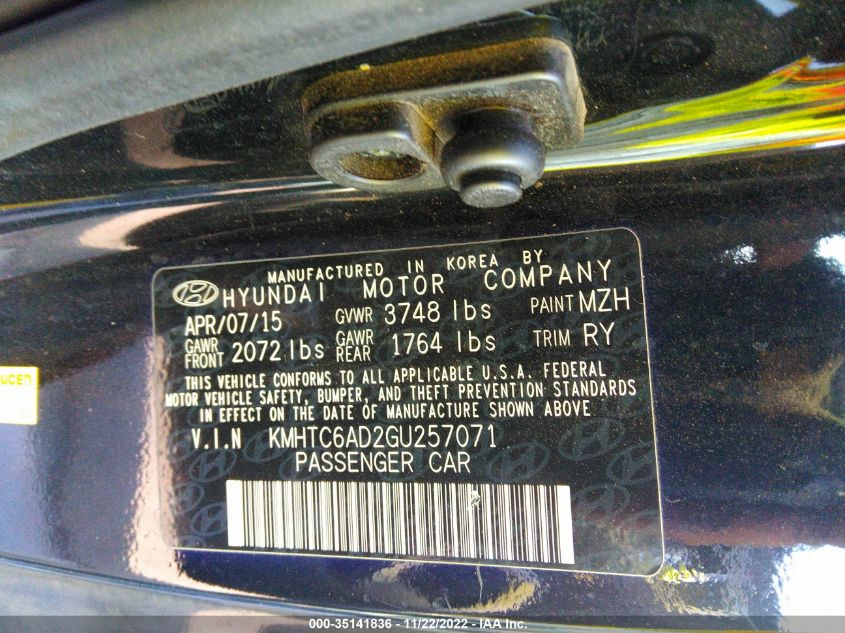 MANUFACTURED IN KOREA BY
HYUNDAI MOTOR COMPANY
APR/07/15 GVWR 3748 lbs PAINT MZH
GAWR FRONT 2072 lbs GAWR REAR 1764 lbs TRIM RY
THIS VEHICLE CONFORMS TO ALL APPLICABLE U.S.A. FEDERAL
MOTOR VEHICLE SAFETY, BUMPER, AND THEFT PREVENTION STANDARDS
IN EFFECT ON THE DATE OF MANUFACTURE SHOWN ABOVE
V.I.N KMHTC6AD2GU257071
PASSENGER CAR
000-35141836 - 11/22/2022 - IAA Inc.